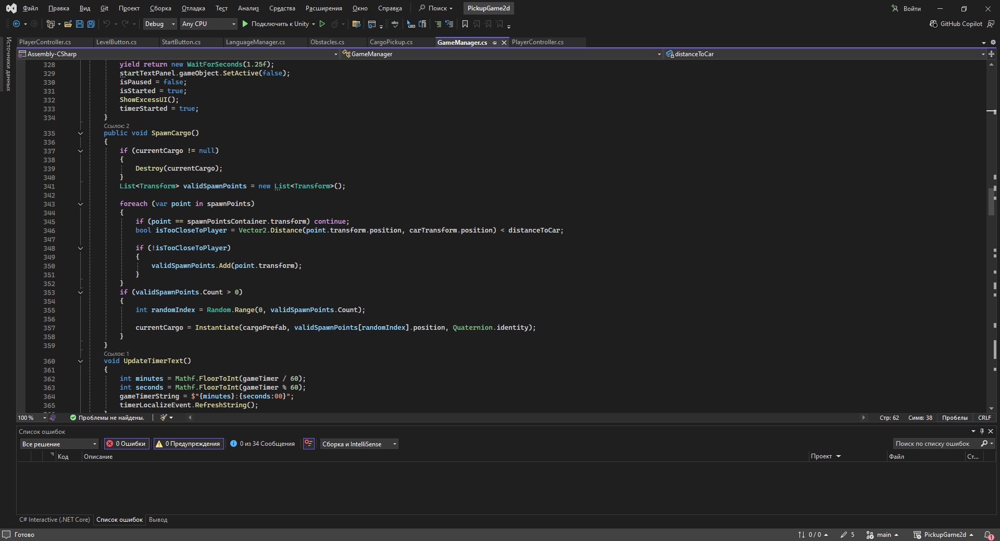 Файл Правка Вид Git Проект Сборка Отладка Тест Анализ Средства Расширения Окно Справка Поиск PickupGame2d Войти
Debug Any CPU Подключить к Unity abc GitHub Copilot
Источники данных
PlayerController.cs LevelButton.cs StartButton.cs LanguageManager.cs Obstacles.cs CargoPickup.cs GameManager.cs PlayerController.cs
Assembly-CSharp GameManager distanceToCar
328 yield return new WaitForSeconds(1.25f);
329 startTextPanel.gameObject.SetActive(false);
330 isPaused = false;
331 isStarted = true;
332 ShowExcessUI();
333 timerStarted = true;
334 }
Ссылок: 2
335 public void SpawnCargo()
336 {
337 if (currentCargo != null)
338 {
339 Destroy(currentCargo);
340 }
341 List<Transform> validSpawnPoints = new List<Transform>();
342
343 foreach (var point in spawnPoints)
344 {
345 if (point == spawnPointsContainer.transform) continue;
346 bool isTooCloseToPlayer = Vector2.Distance(point.transform.position, carTransform.position) < distanceToCar;
347
348 if (!isTooCloseToPlayer)
349 {
350 validSpawnPoints.Add(point.transform);
351 }
352 }
353 if (validSpawnPoints.Count > 0)
354 {
355 int randomIndex = Random.Range(0, validSpawnPoints.Count);
356
357 currentCargo = Instantiate(cargoPrefab, validSpawnPoints[randomIndex].position, Quaternion.identity);
358 }
359 }
Ссылок: 1
360 void UpdateTimerText()
361 {
362 int minutes = Mathf.FloorToInt(gameTimer / 60);
363 int seconds = Mathf.FloorToInt(gameTimer % 60);
364 gameTimerString = $"{minutes}:{seconds:00}";
365 timerLocalizeEvent.RefreshString();
100 % Проблемы не найдены. Стр: 62 Симв: 38 Пробелы CRLF
Список ошибок
Все решение 0 Ошибки 0 Предупреждения 0 из 34 Сообщения Сборка и IntelliSense Поиск по списку ошибок
Код Описание Проект Файл Ст...
C# Interactive (.NET Core) Список ошибок Вывод
Готово 0 / 0 5 main PickupGame2d 1